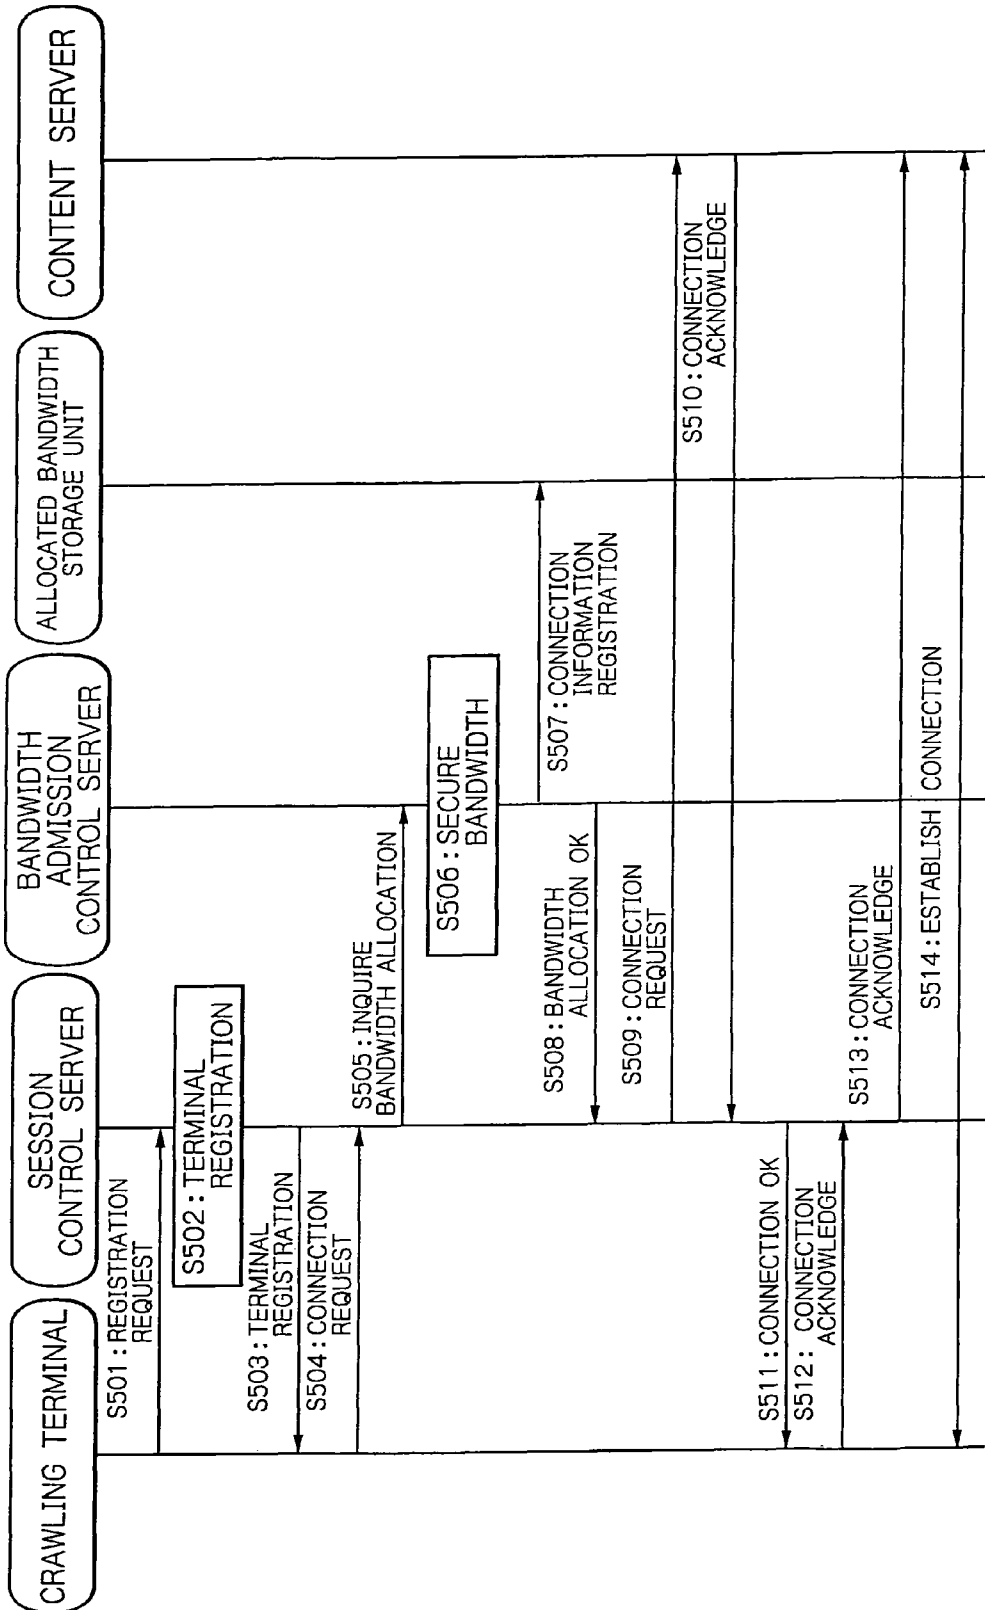 CRAWLING TERMINAL
SESSION
CONTROL SERVER
BANDWIDTH
ADMISSION
CONTROL SERVER
ALLOCATED BANDWIDTH
STORAGE UNIT
CONTENT SERVER
S501:REGISTRATION
REQUEST
S502:TERMINAL
REGISTRATION
S503:TERMINAL
REGISTRATION
S504:CONNECTION
REQUEST
S505:INQUIRE
BANDWIDTH ALLOCATION
S506:SECURE
BANDWIDTH
S507:CONNECTION
INFORMATION
REGISTRATION
S508:BANDWIDTH
ALLOCATION OK
S509:CONNECTION
REQUEST
S510:CONNECTION
ACKNOWLEDGE
S511:CONNECTION OK
S512: CONNECTION
ACKNOWLEDGE
S513:CONNECTION
ACKNOWLEDGE
S514:ESTABLISH CONNECTION